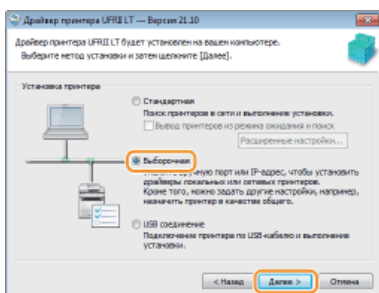 Драйвер принтера UFRII LT — Версия 21.10
Драйвер принтера UFRII LT будет установлен на вашем компьютере.
Выберите метод установки и затем щелкните [Далее].
Установка принтера
Стандартная
Поиск принтеров в сети и выполнение установки.
Вывод принтеров из режима ожидания и поиск
Расширенные настройки...
Выборочная
вручную порт или IP-адрес, чтобы установить
драйверы локальных или сетевых принтеров.
Кроме того, можно задать другие настройки, например,
назначить принтер в качестве общего.
USB соединение
Подключение принтера по USB-кабелю и выполнение
установки.
< Назад
Далее >
Отмена